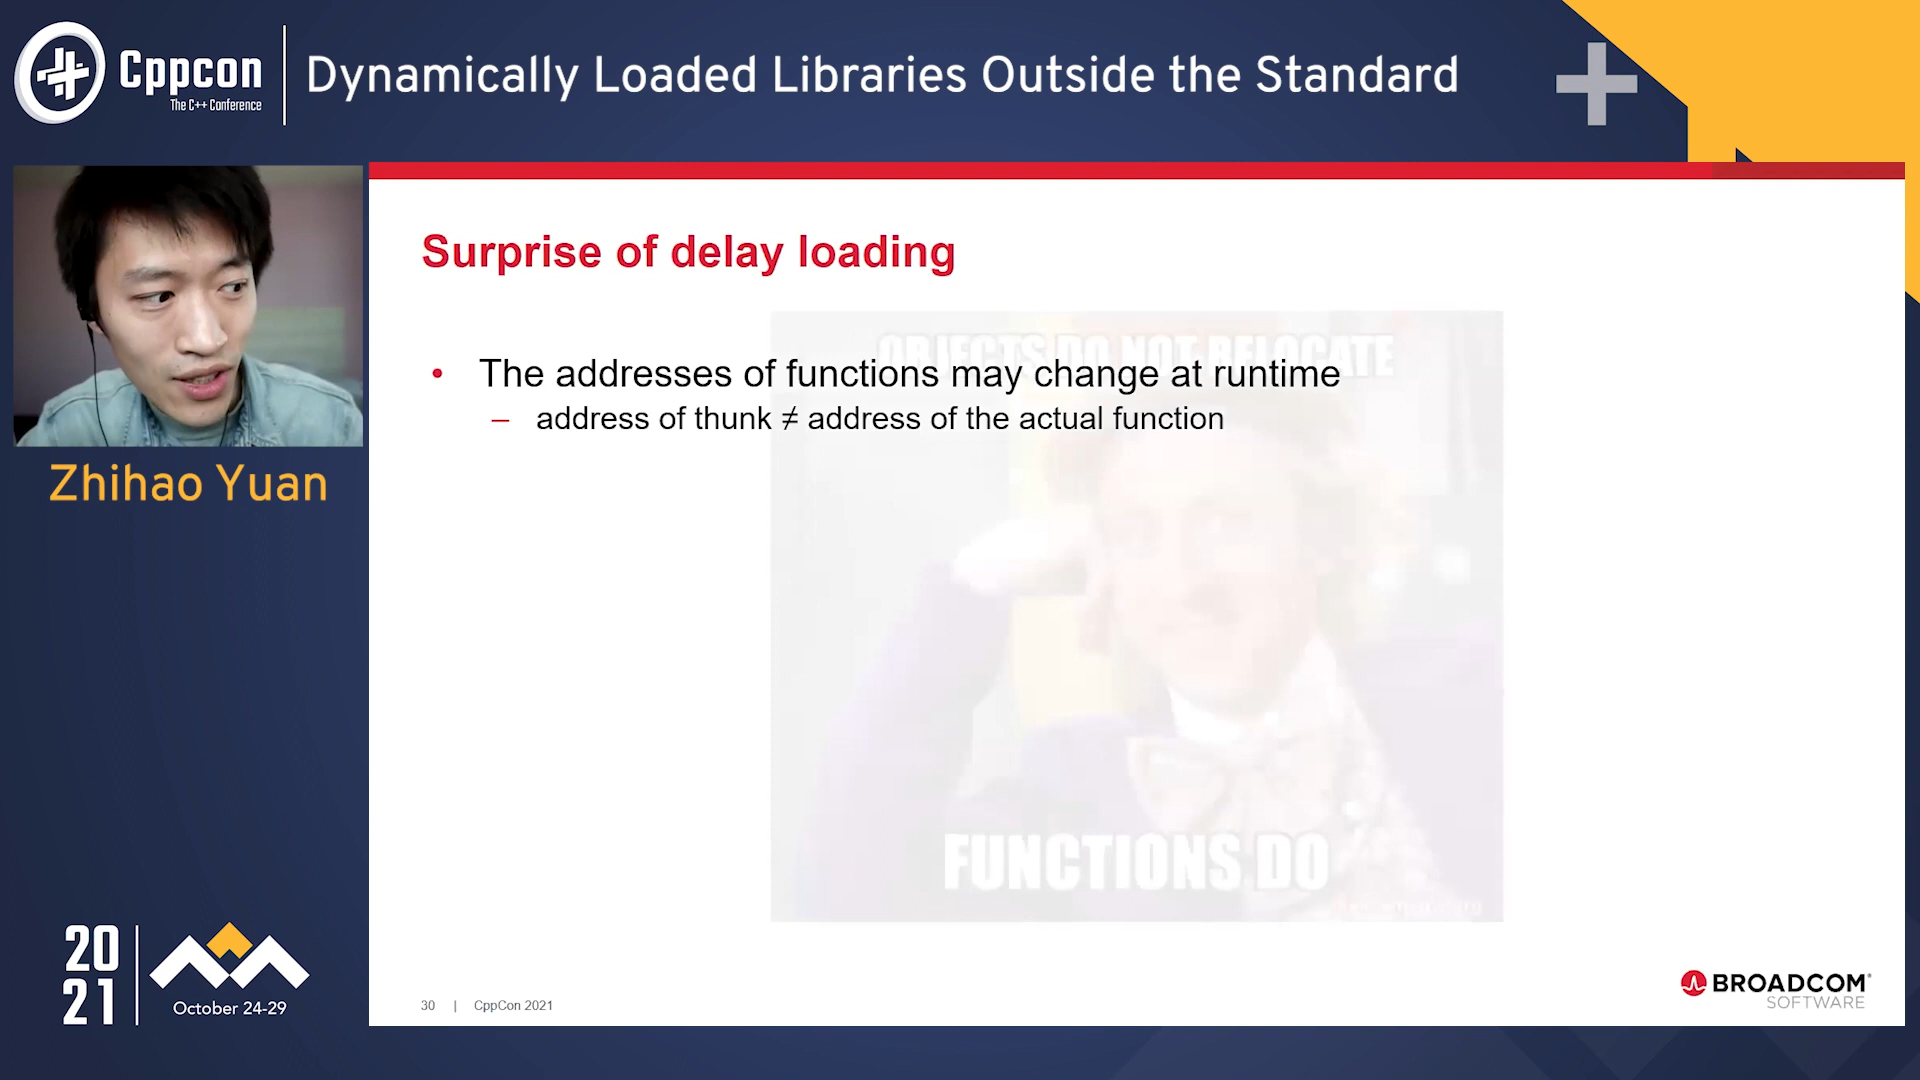 Cppcon
The C++ Conference
Dynamically Loaded Libraries Outside the Standard
Zhihao Yuan
20
21
October 24-29
Surprise of delay loading
OBJECTS DO NOT RELOCATE
• The addresses of functions may change at runtime
– address of thunk ≠ address of the actual function
FUNCTIONS DO
30 | CppCon 2021
BROADCOM
SOFTWARE